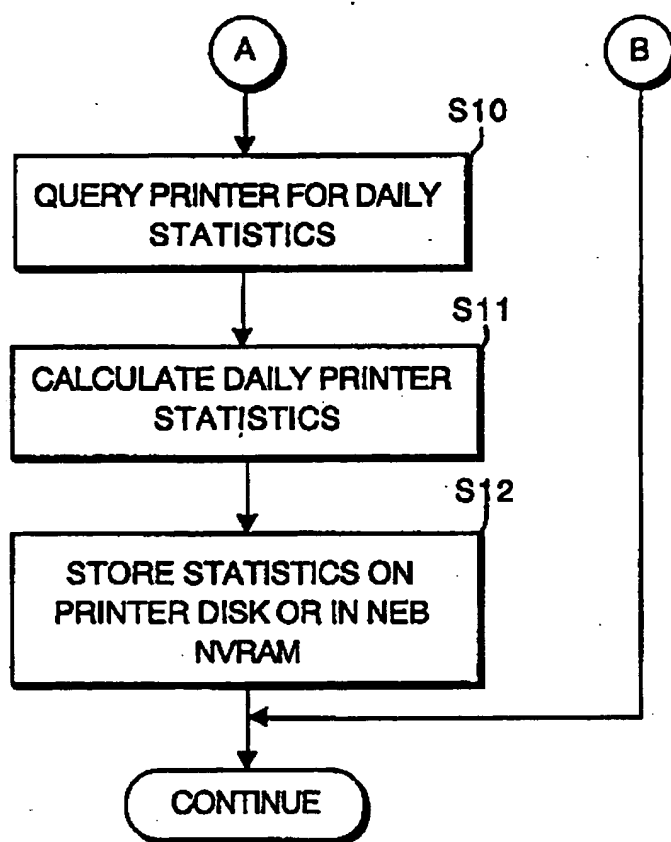 A
B
S10
QUERY PRINTER FOR DAILY
STATISTICS
S11
CALCULATE DAILY PRINTER
STATISTICS
S12
STORE STATISTICS ON
PRINTER DISK OR IN NEB
NVRAM
CONTINUE